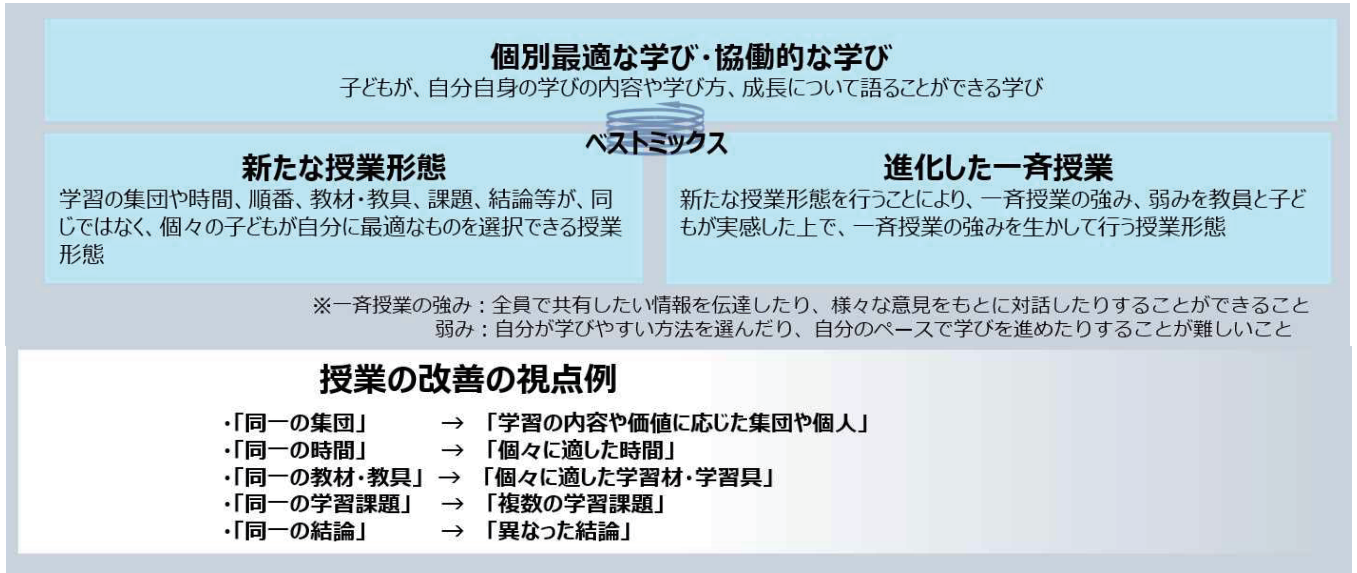 個別最適な学び・協働的な学び
子どもが、自分自身の学びの内容や学び方、成長について語ることができる学び
ベストミックス
新たな授業形態
学習の集団や時間、順番、教材・教具、課題、結論等が、同
じではなく、個々の子どもが自分に最適なものを選択できる授業
形態
進化した一斉授業
新たな授業形態を行うことにより、一斉授業の強み、弱みを教員と子ど
もが実感した上で、一斉授業の強みを生かして行う授業形態
※一斉授業の強み：全員で共有したい情報を伝達したり、様々な意見をもとに対話したりすることができること
弱み：自分が学びやすい方法を選んだり、自分のペースで学びを進めたりすることが難しいこと
授業の改善の視点例
・「同一の集団」 → 「学習の内容や価値に応じた集団や個人」
・「同一の時間」 → 「個々に適した時間」
・「同一の教材・教具」 → 「個々に適した学習材・学習具」
・「同一の学習課題」 → 「複数の学習課題」
・「同一の結論」 → 「異なった結論」